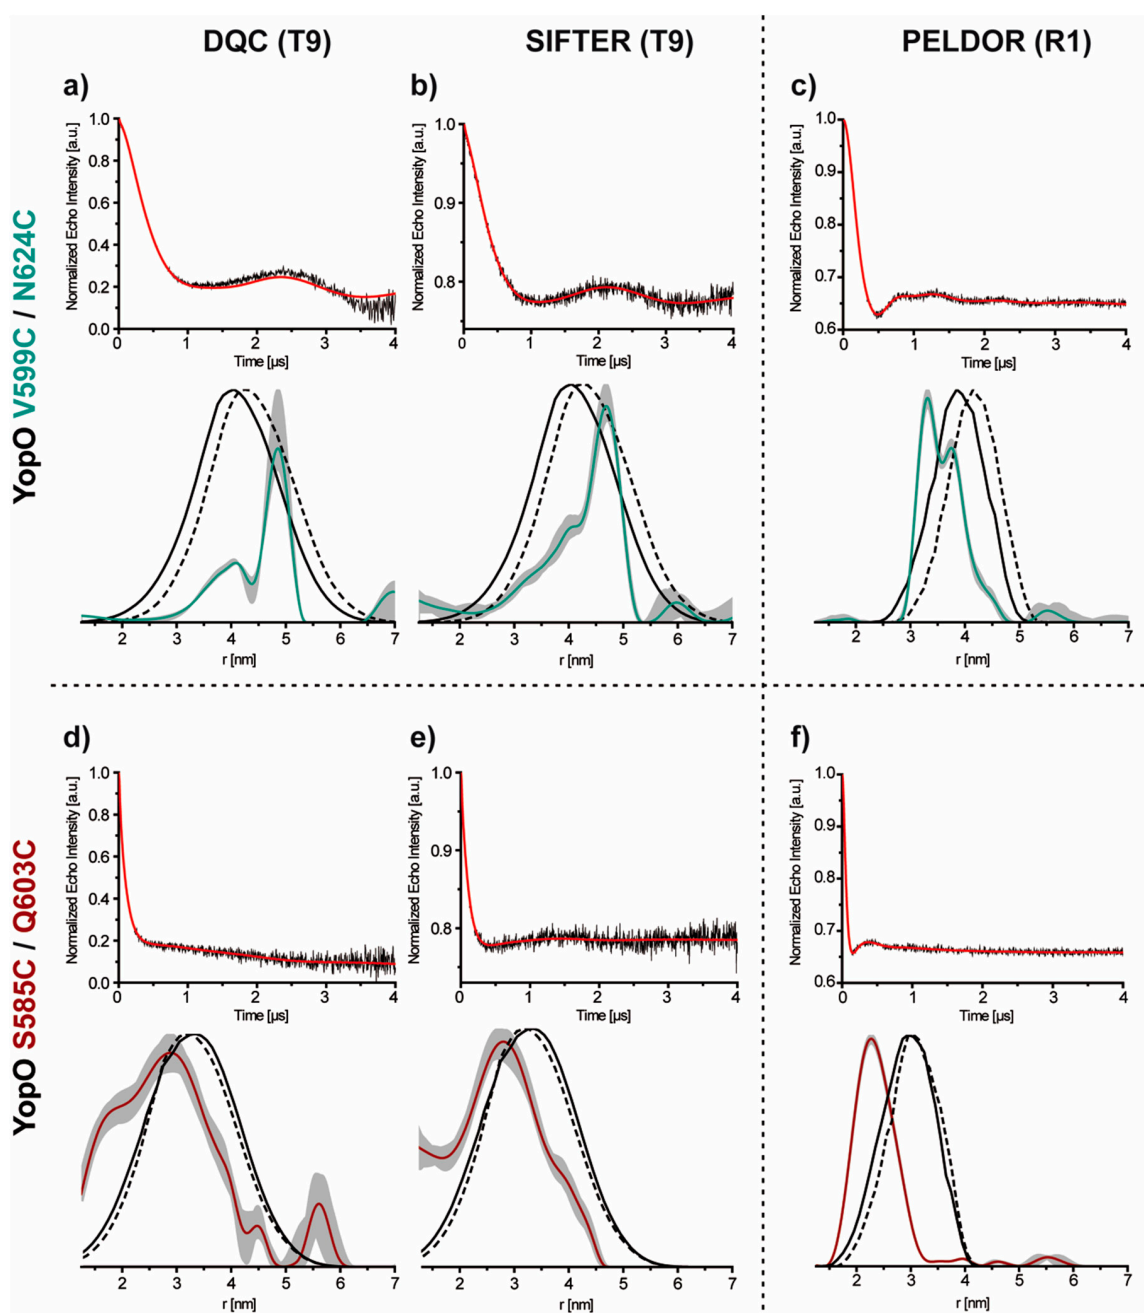 DQC (T9)
SIFTER (T9)
PELDOR (R1)
YopO V599C / N624C
a)
Normalized Echo Intensity [a.u.]
1.0
0.8
0.6
0.4
0.2
0.0
0 1 2 3 4
Time [µs]
2 3 4 5 6 7
r [nm]
b)
Normalized Echo Intensity [a.u.]
1.0
0.9
0.8
0 1 2 3 4
Time [µs]
2 3 4 5 6 7
r [nm]
c)
Normalized Echo Intensity [a.u.]
1.0
0.9
0.8
0.7
0.6
0 1 2 3 4
Time [µs]
2 3 4 5 6 7
r [nm]
YopO S585C / Q603C
d)
Normalized Echo Intensity [a.u.]
1.0
0.8
0.6
0.4
0.2
0.0
0 1 2 3 4
Time [µs]
2 3 4 5 6 7
r [nm]
e)
Normalized Echo Intensity [a.u.]
1.0
0.9
0.8
0 1 2 3 4
Time [µs]
2 3 4 5 6 7
r [nm]
f)
Normalized Echo Intensity [a.u.]
1.0
0.9
0.8
0.7
0.6
0 1 2 3 4
Time [µs]
2 3 4 5 6 7
r [nm]